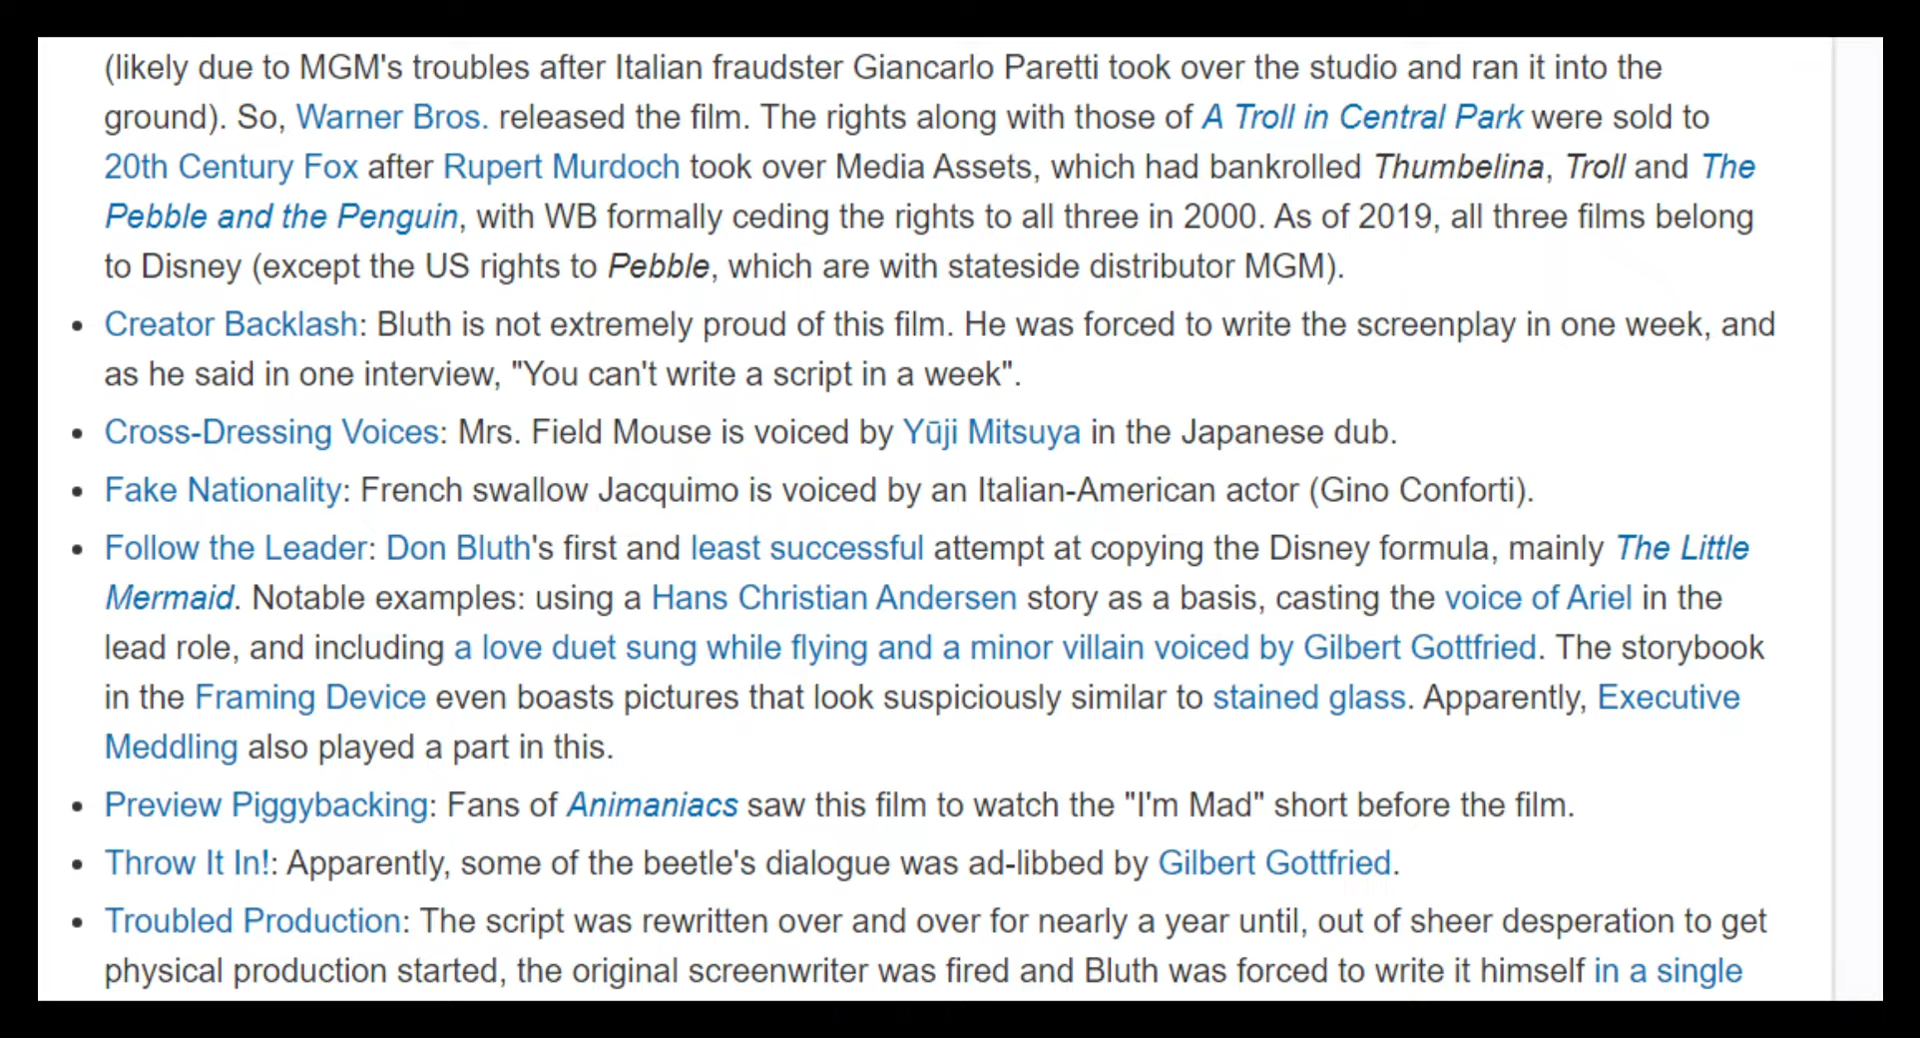 (likely due to MGM's troubles after Italian fraudster Giancarlo Paretti took over the studio and ran it into the
ground). So, Warner Bros. released the film. The rights along with those of A Troll in Central Park were sold to
20th Century Fox after Rupert Murdoch took over Media Assets, which had bankrolled Thumbelina, Troll and The
Pebble and the Penguin, with WB formally ceding the rights to all three in 2000. As of 2019, all three films belong
to Disney (except the US rights to Pebble, which are with stateside distributor MGM).
• Creator Backlash: Bluth is not extremely proud of this film. He was forced to write the screenplay in one week, and
as he said in one interview, "You can't write a script in a week".
• Cross-Dressing Voices: Mrs. Field Mouse is voiced by Yūji Mitsuya in the Japanese dub.
• Fake Nationality: French swallow Jacquimo is voiced by an Italian-American actor (Gino Conforti).
• Follow the Leader: Don Bluth's first and least successful attempt at copying the Disney formula, mainly The Little
Mermaid. Notable examples: using a Hans Christian Andersen story as a basis, casting the voice of Ariel in the
lead role, and including a love duet sung while flying and a minor villain voiced by Gilbert Gottfried. The storybook
in the Framing Device even boasts pictures that look suspiciously similar to stained glass. Apparently, Executive
Meddling also played a part in this.
• Preview Piggybacking: Fans of Animaniacs saw this film to watch the "I'm Mad" short before the film.
• Throw It In!: Apparently, some of the beetle's dialogue was ad-libbed by Gilbert Gottfried.
• Troubled Production: The script was rewritten over and over for nearly a year until, out of sheer desperation to get
physical production started, the original screenwriter was fired and Bluth was forced to write it himself in a single